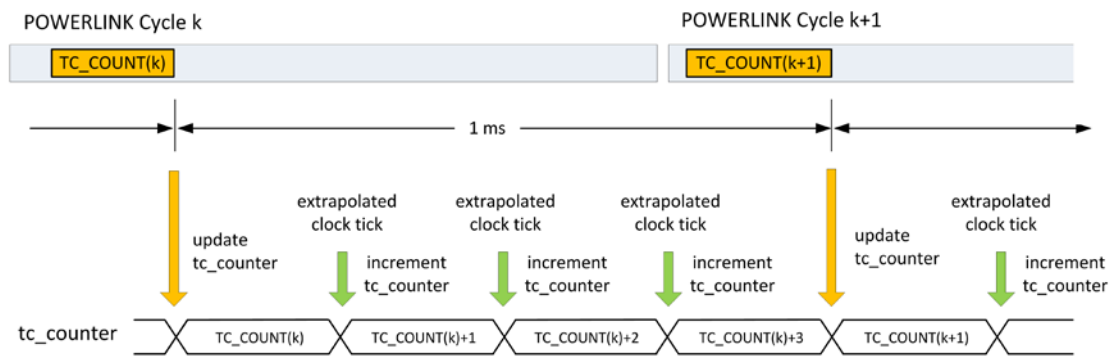 POWERLINK Cycle k
POWERLINK Cycle k+1
TC_COUNT(k)
TC_COUNT(k+1)
1 ms
extrapolated
clock tick
extrapolated
clock tick
extrapolated
clock tick
extrapolated
clock tick
update
tc_counter
increment
tc_counter
increment
tc_counter
increment
tc_counter
update
tc_counter
increment
tc_counter
tc_counter
TC_COUNT(k)
TC_COUNT(k)+1
TC_COUNT(k)+2
TC_COUNT(k)+3
TC_COUNT(k+1)